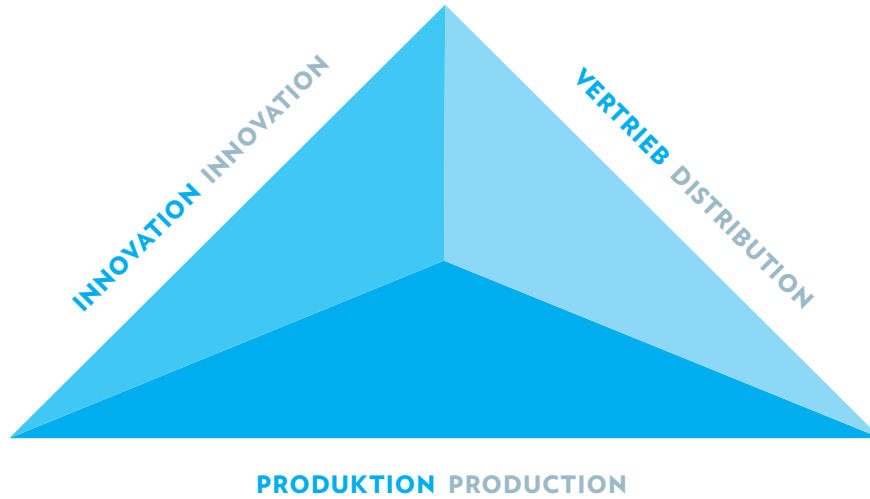 INNOVATION INNOVATION
VERTRIEB DISTRIBUTION
PRODUKTION PRODUCTION